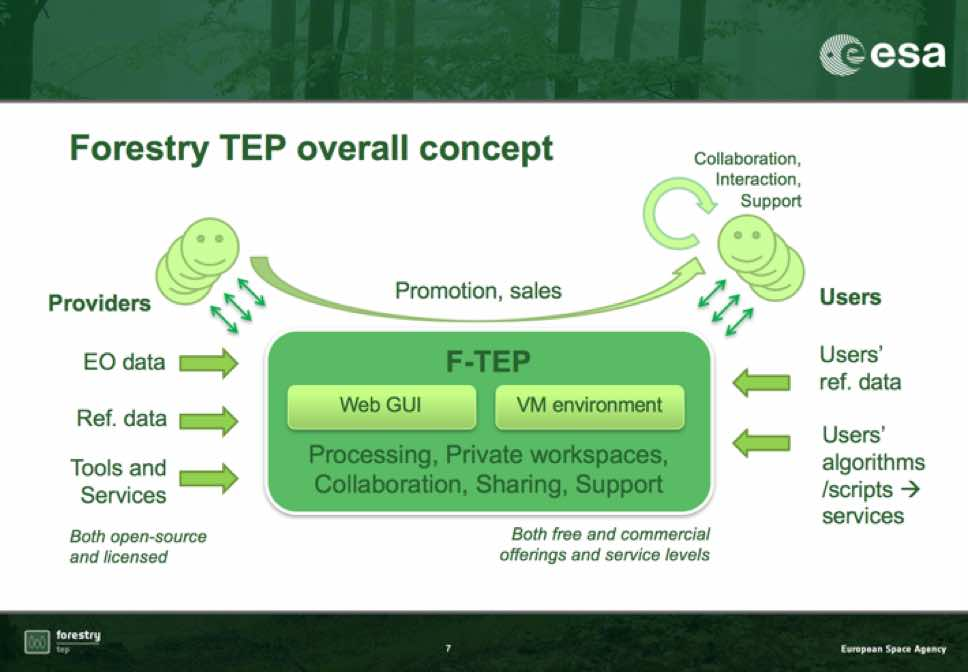 esa
Forestry TEP overall concept
Collaboration,
Interaction,
Support
Providers
Promotion, sales
Users
EO data
Ref. data
Tools and
Services
Both open-source
and licensed
F-TEP
Web GUI
VM environment
Processing, Private workspaces,
Collaboration, Sharing, Support
Both free and commercial
offerings and service levels
Users'
ref. data
Users'
algorithms
/scripts →
services
forestry
tep
7
European Space Agency